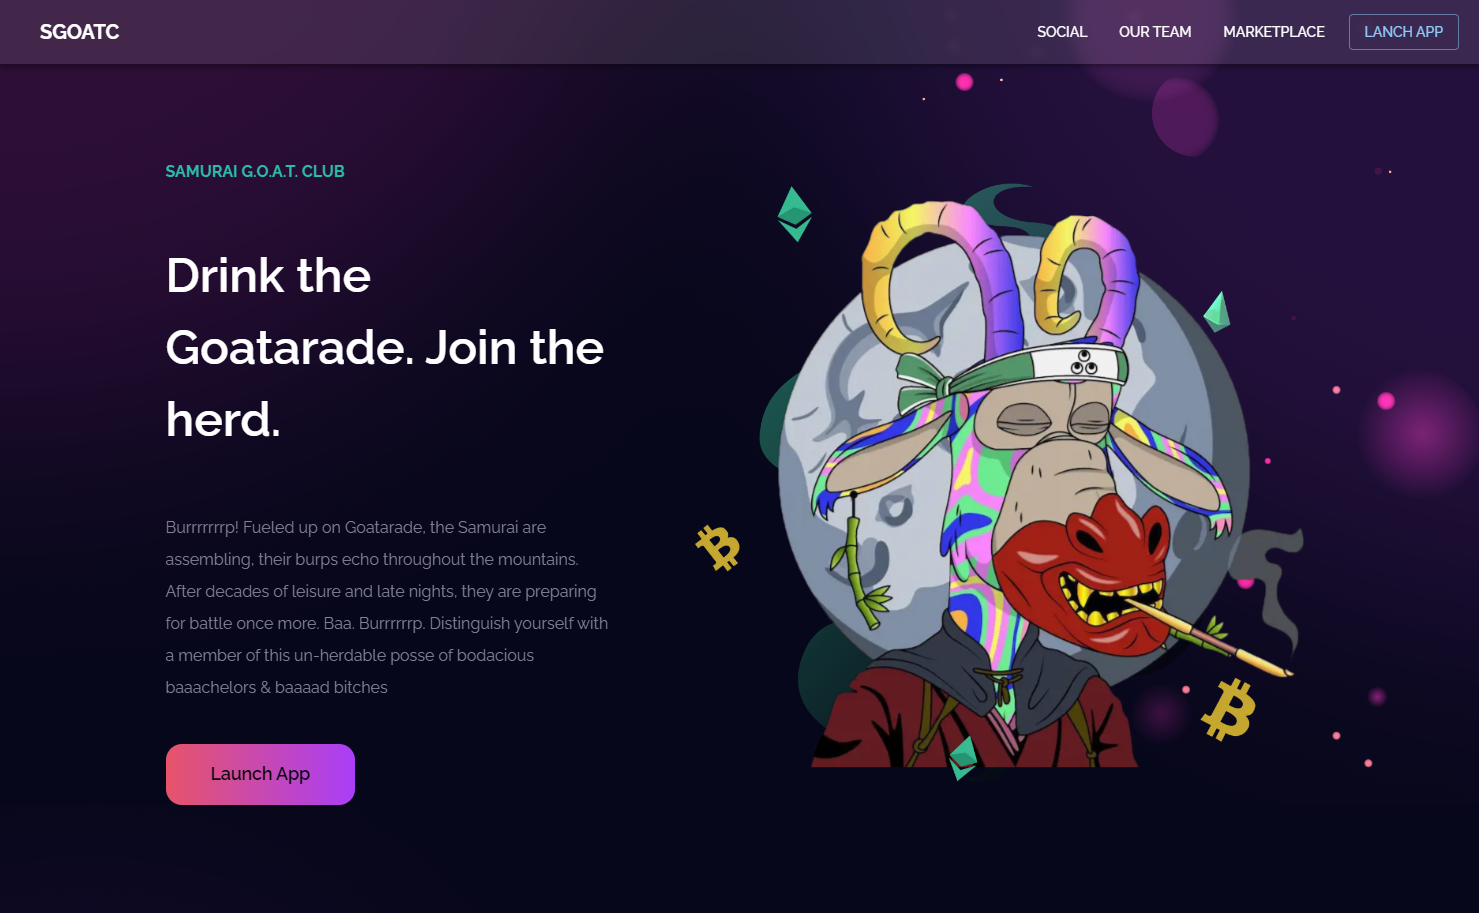 SGOATC
SOCIAL OUR TEAM MARKETPLACE LANCH APP
SAMURAI G.O.A.T. CLUB
Drink the
Goatarade. Join the
herd.
Burrrrrrrp! Fueled up on Goatarade, the Samurai are
assembling, their burps echo throughout the mountains.
After decades of leisure and late nights, they are preparing
for battle once more. Baa. Burrrrrrp. Distinguish yourself with
a member of this un-herdable posse of bodacious
baaachelors & baaaad bitches
Launch App